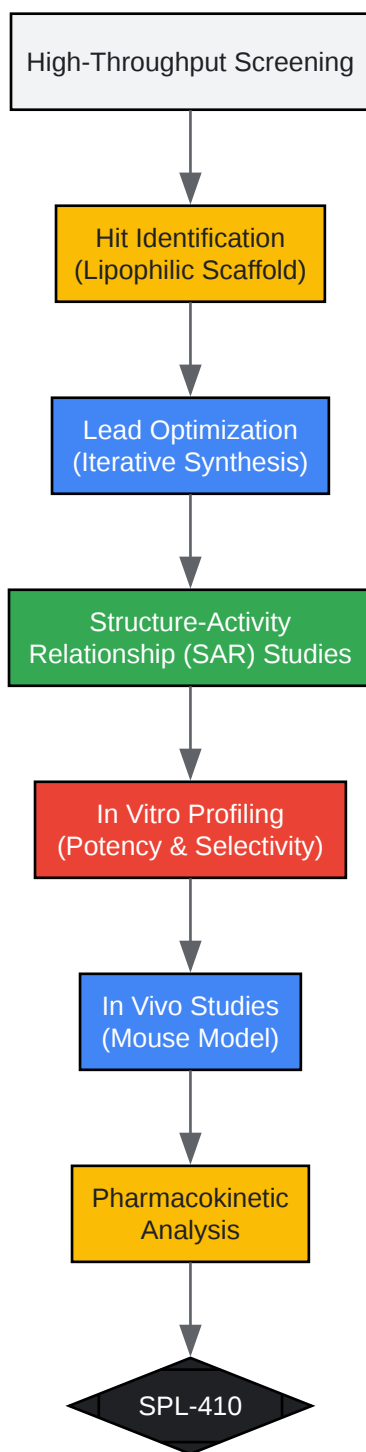 High-Throughput Screening
Hit Identification
(Lipophilic Scaffold)
Lead Optimization
(Iterative Synthesis)
Structure-Activity
Relationship (SAR) Studies
In Vitro Profiling
(Potency & Selectivity)
In Vivo Studies
(Mouse Model)
Pharmacokinetic
Analysis
SPL-410